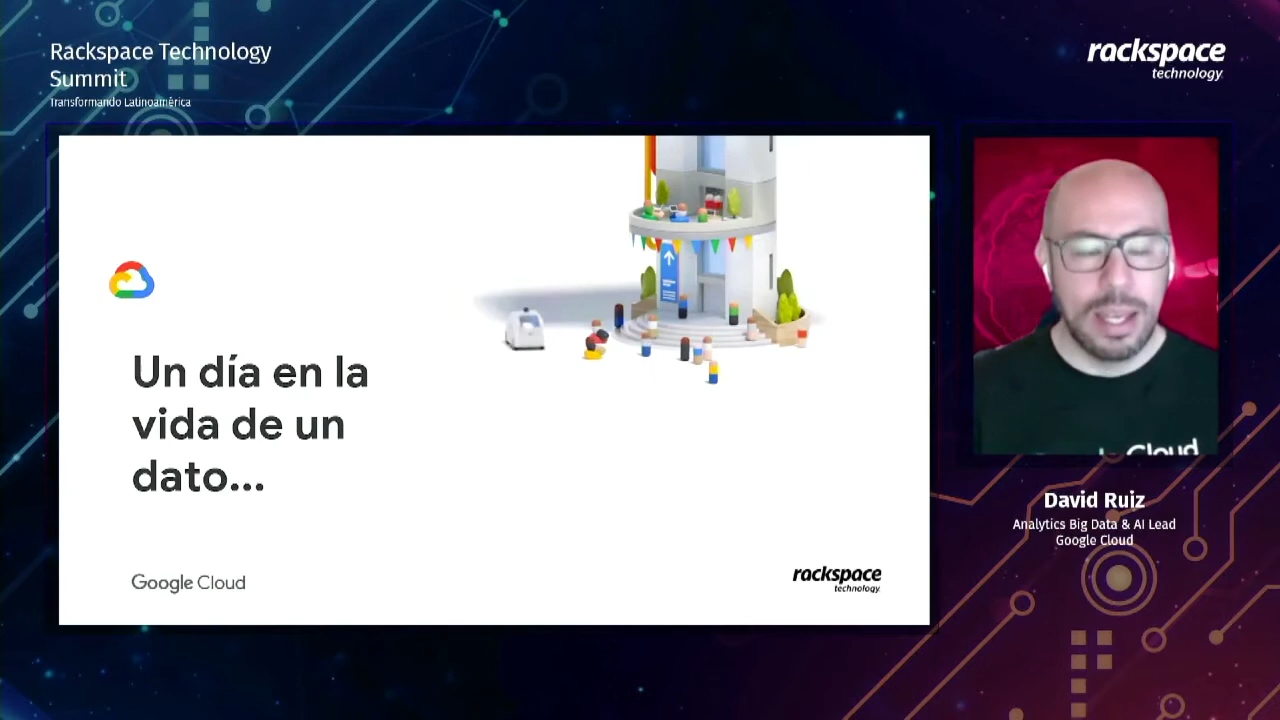 Rackspace Technology
Summit
Transformando Latinoamérica
rackspace
technology
Un día en la
vida de un
dato...
Google Cloud
rackspace
technology
Cloud
David Ruiz
Analytics Big Data & AI Lead
Google Cloud